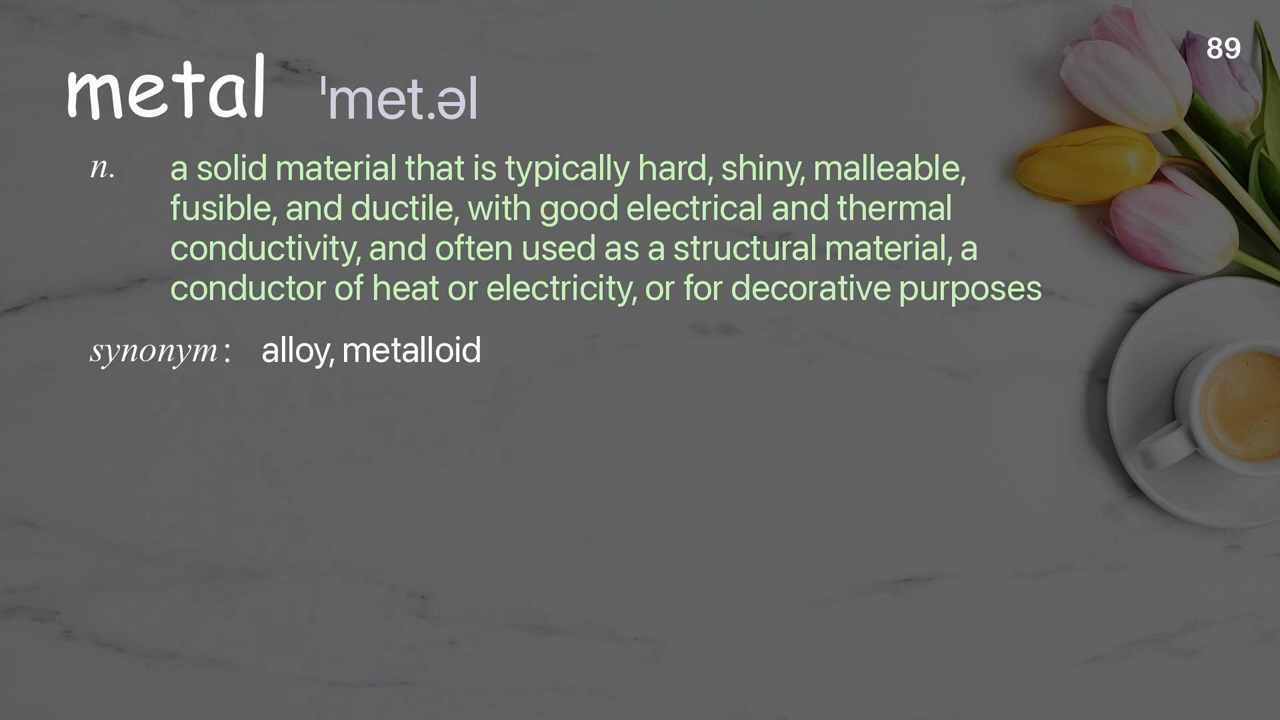 89
metal ˈmet.əl
n. a solid material that is typically hard, shiny, malleable,
fusible, and ductile, with good electrical and thermal
conductivity, and often used as a structural material, a
conductor of heat or electricity, or for decorative purposes
synonym : alloy, metalloid